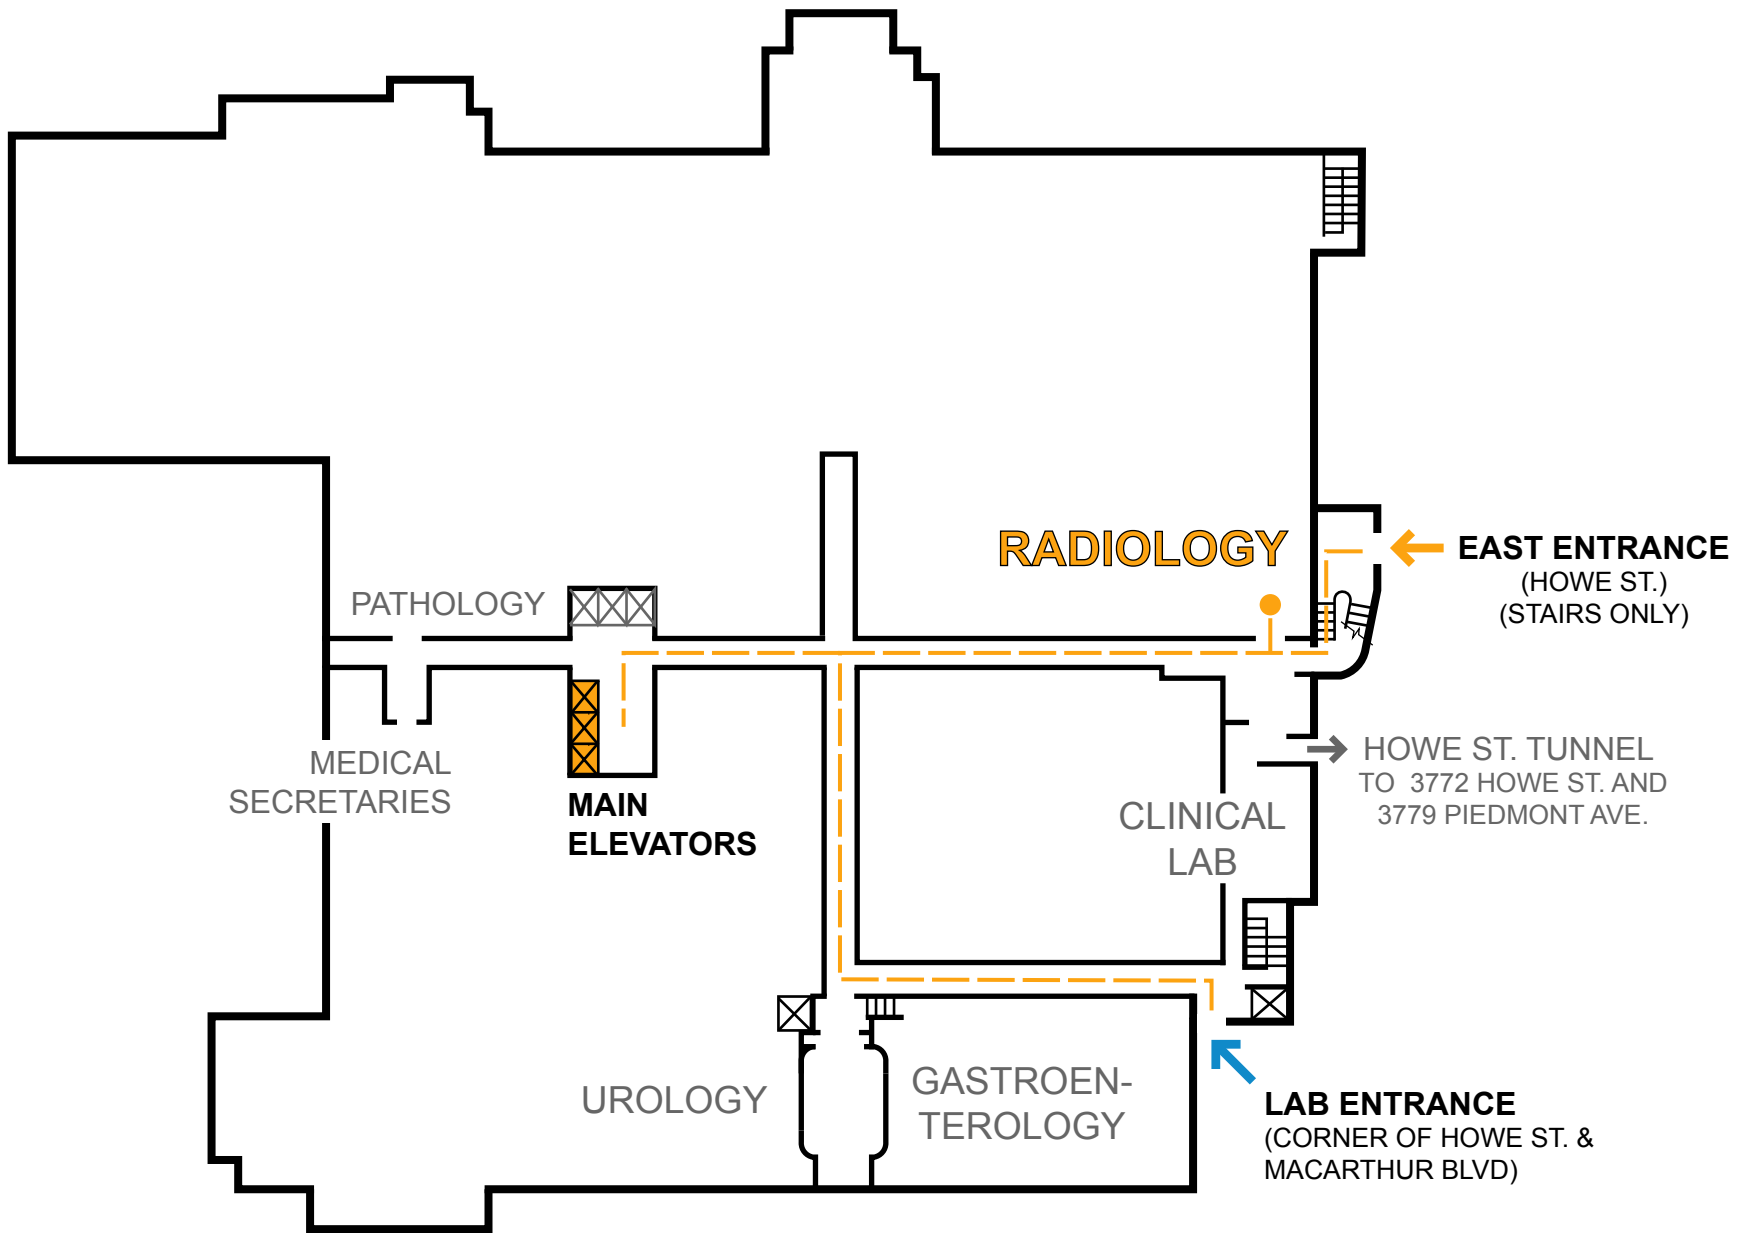 RADIOLOGY
EAST ENTRANCE
(HOWE ST.)
(STAIRS ONLY)
PATHOLOGY
MEDICAL
SECRETARIES
MAIN
ELEVATORS
HOWE ST. TUNNEL
TO 3772 HOWE ST. AND
3779 PIEDMONT AVE.
CLINICAL
LAB
UROLOGY
GASTROEN-
TEROLOGY
LAB ENTRANCE
(CORNER OF HOWE ST. &
MACARTHUR BLVD)